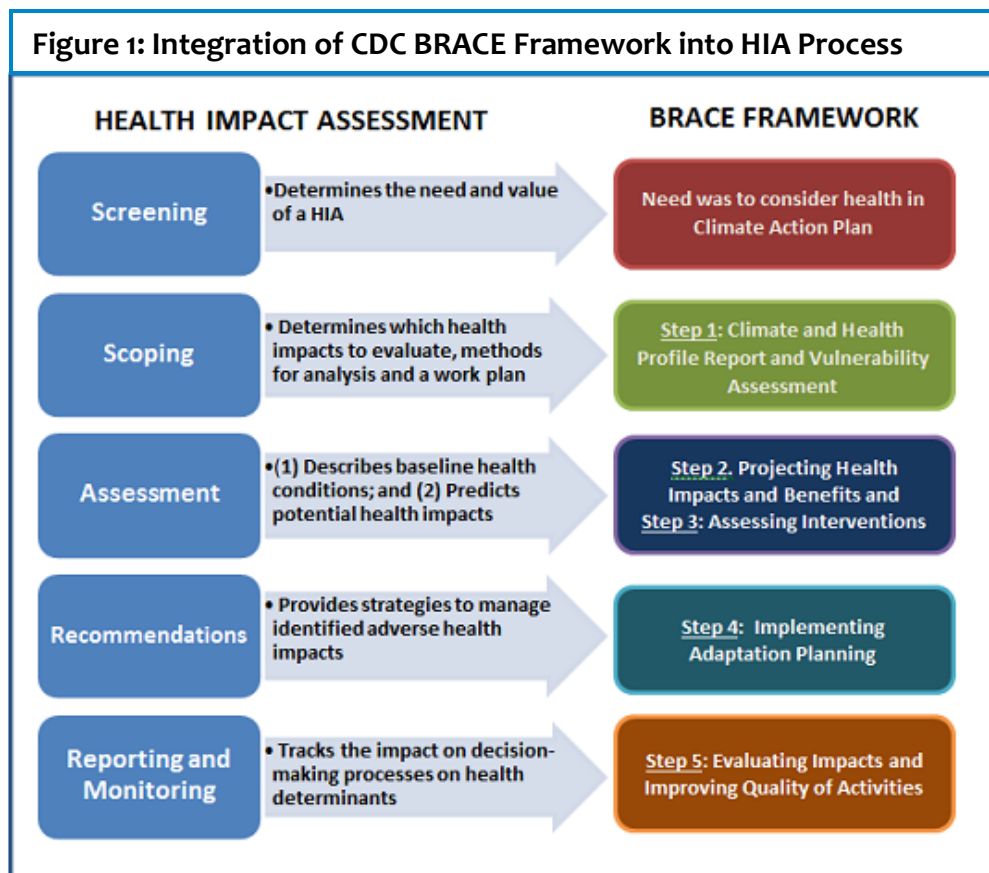 Figure 1: Integration of CDC BRACE Framework into HIA Process
HEALTH IMPACT ASSESSMENT
BRACE FRAMEWORK
Screening
•Determines the need and value
of a HIA
Need was to consider health in
Climate Action Plan
Scoping
• Determines which health
impacts to evaluate, methods
for analysis and a work plan
Step 1: Climate and Health
Profile Report and Vulnerability
Assessment
Assessment
•(1) Describes baseline health
conditions; and (2) Predicts
potential health impacts
Step 2. Projecting Health
Impacts and Benefits and
Step 3: Assessing Interventions
Recommendations
• Provides strategies to manage
identified adverse health
impacts
Step 4: Implementing
Adaptation Planning
Reporting and
Monitoring
• Tracks the impact on decision-
making processes on health
determinants
Step 5: Evaluating Impacts and
Improving Quality of Activities